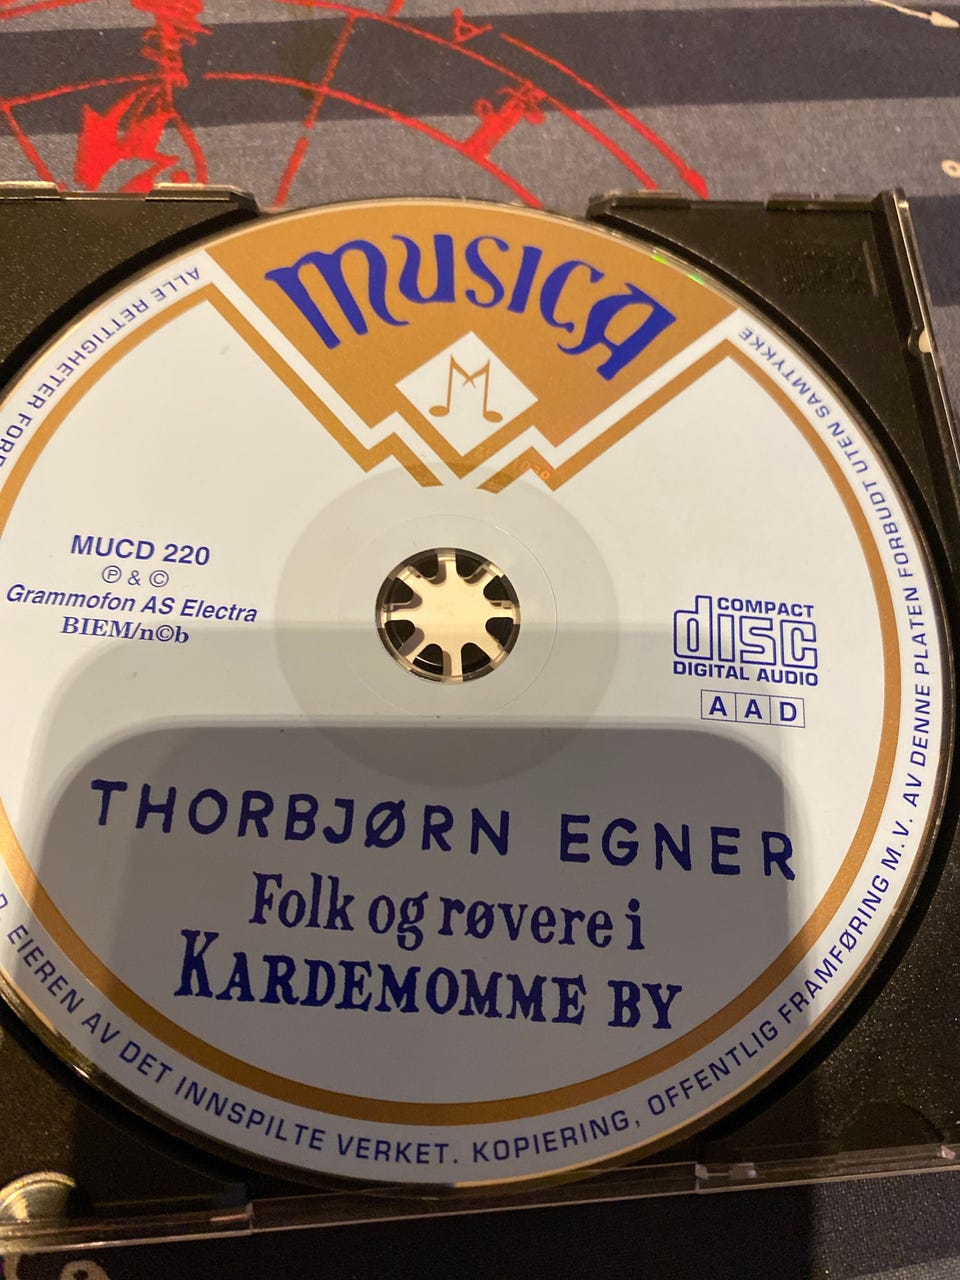 MUSICA
MUCD 220
Ⓟ & ©
Grammofon AS Electra
BIEM/n©b
COMPACT
disc
DIGITAL AUDIO
A A D
THORBJØRN EGNER
Folk og røvere i
KARDEMOMME BY
ALLE RETTIGHETER
EIEREN AV DET INNSPILTE VERKET. KOPIERING, OFFENTLIG FRAMFØRING M.V. AV DENNE PLATEN FORBUDT UTEN SAMTYKKE